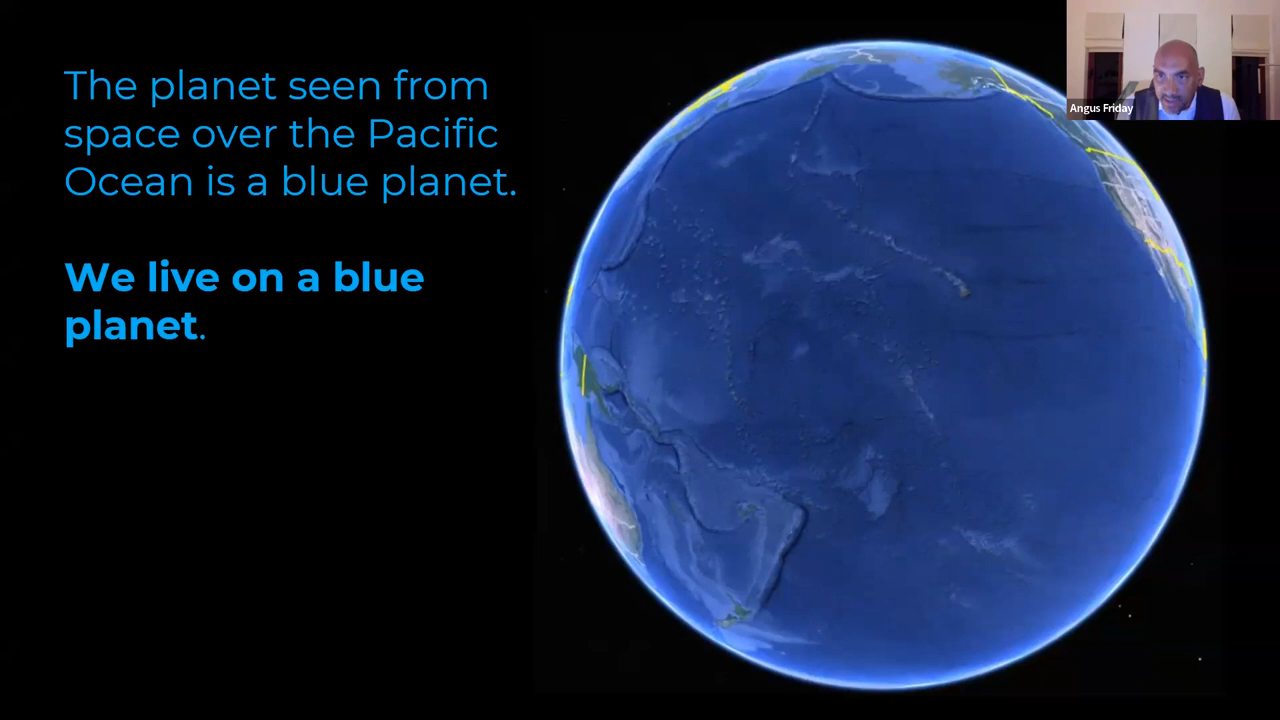 The planet seen from
space over the Pacific
Ocean is a blue planet.
We live on a blue
planet.
Angus Friday